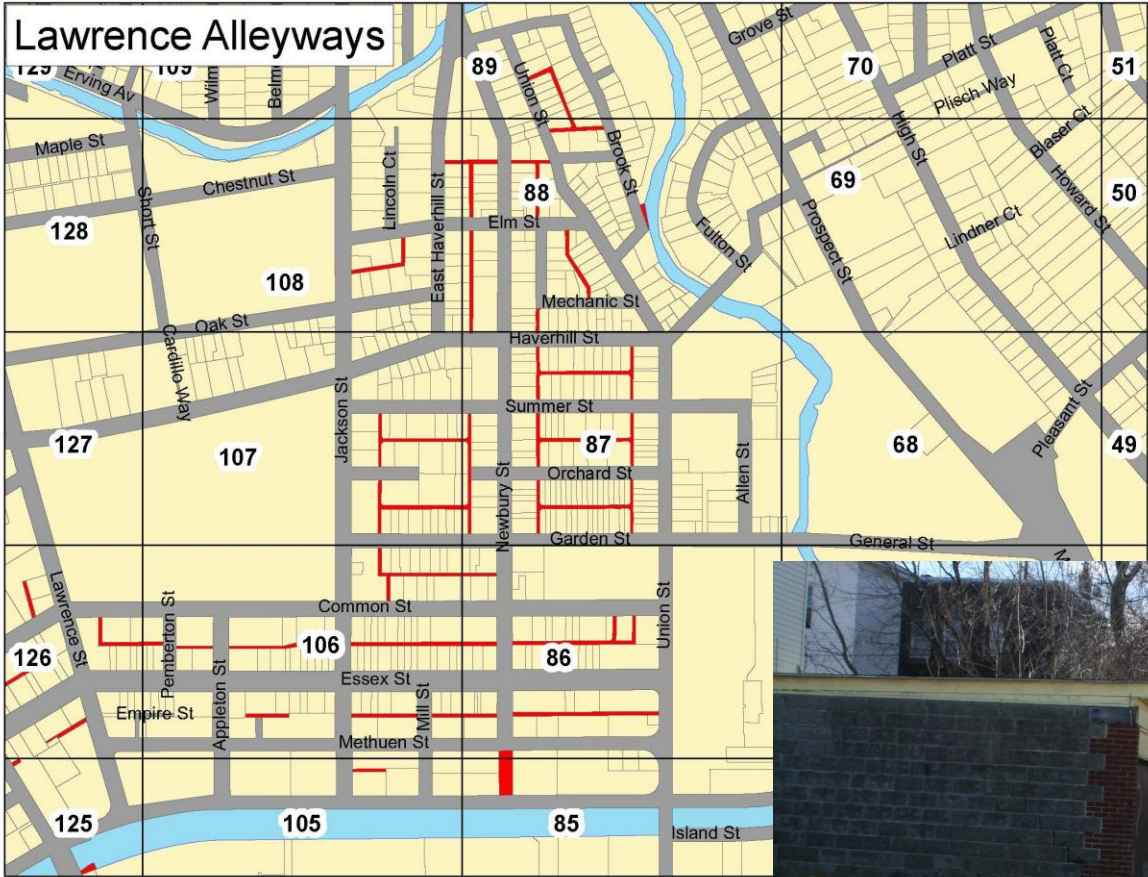 Lawrence Alleyways
129
109
89
70
51
Erving Av
Wilm
Belm
Union St
Grove St
Platt St
Platt Ct
Plisch Way
Maple St
Chestnut St
Short St
Lincoln Ct
East Haverhill St
88
Brook St
69
High St
Blaser Ct
Howard St
50
128
Elm St
Fulton St
Prospect St
Lindner Ct
108
Mechanic St
Oak St
Cardillo Way
Haverhill St
Jackson St
Summer St
Pleasant St
127
107
87
68
49
Orchard St
Allen St
Newbury St
Garden St
General St
M
Lawrence St
Pemberton St
Common St
Union St
126
106
86
Essex St
Empire St
Appleton St
Mill St
Methuen St
125
105
85
Island St